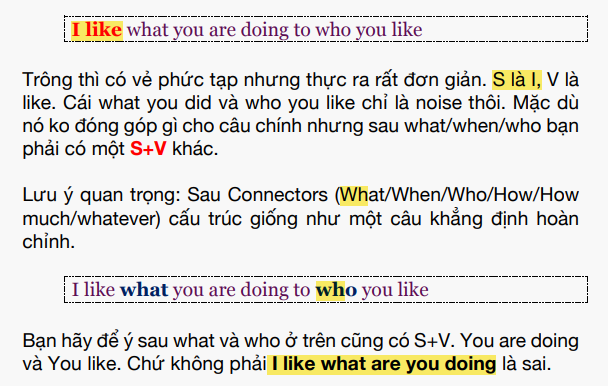 I like what you are doing to who you like
Trông thì có vẻ phức tạp nhưng thực ra rất đơn giản. S là I, V là
like. Cái what you did và who you like chỉ là noise thôi. Mặc dù
nó ko đóng góp gì cho câu chính nhưng sau what/when/who bạn
phải có một S+V khác.
Lưu ý quan trọng: Sau Connectors (What/When/Who/How/How
much/whatever) cấu trúc giống như một câu khẳng định hoàn
chỉnh.
I like what you are doing to who you like
Bạn hãy để ý sau what và who ở trên cũng có S+V. You are doing
và You like. Chứ không phải I like what are you doing là sai.